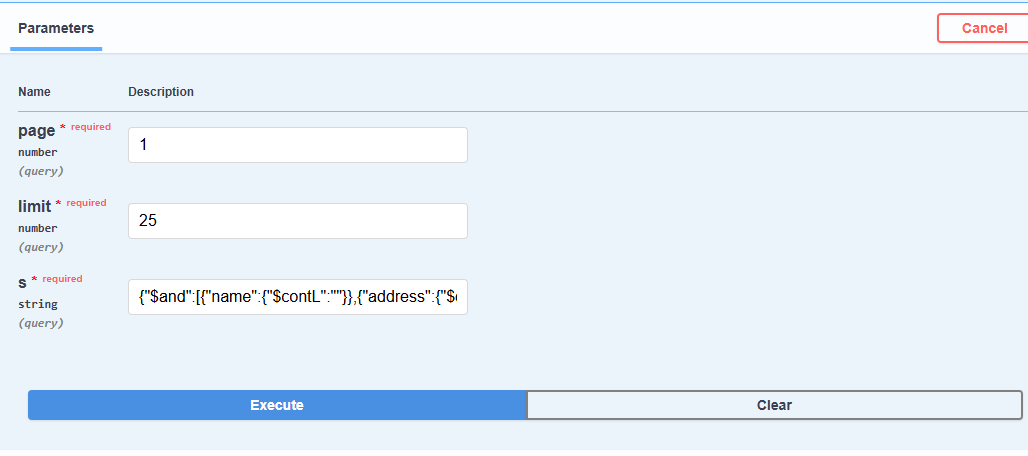 Parameters
Cancel
Name Description
page * required
number
(query)
1
limit * required
number
(query)
25
s * required
string
(query)
{"$and":[{"name":{"$contL":""}},{"address":{"$
Execute
Clear